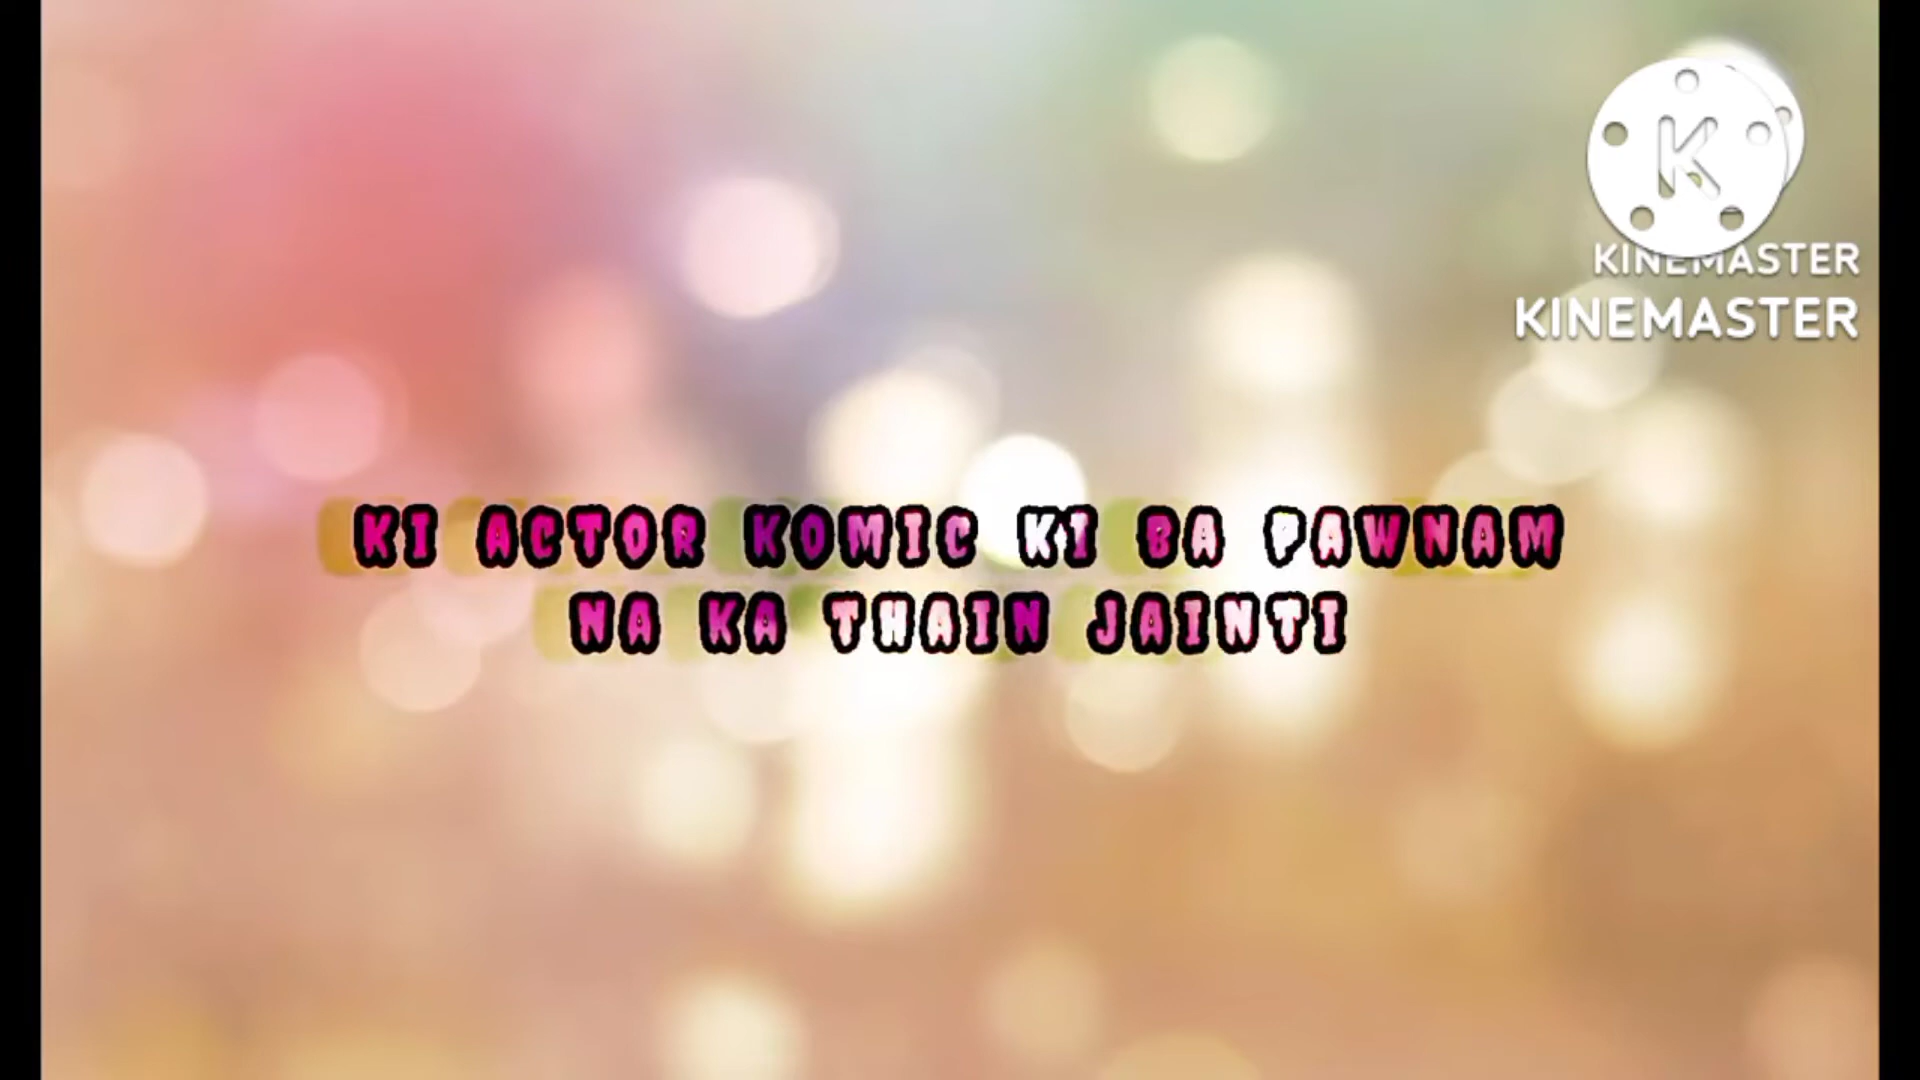 K
KINEMASTER
KINEMASTER
KI ACTOR KOMIC KI BA PAWNAM
NA KA THAIN JAINTI